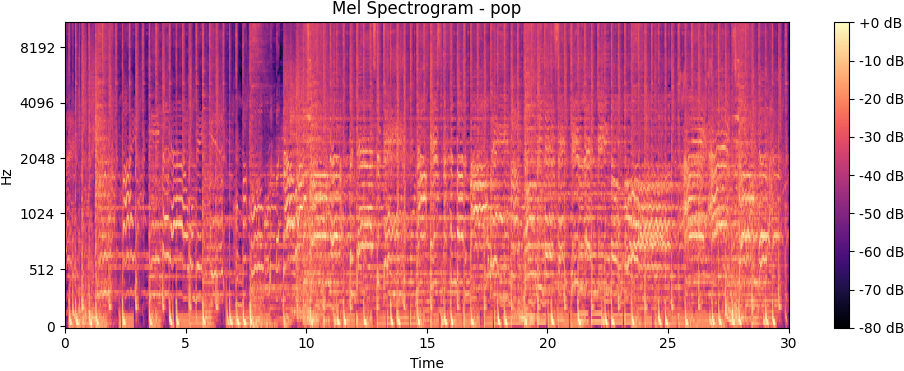 Mel Spectrogram - pop
8192
4096
2048
1024
512
0
Hz
0 5 10 15 20 25 30
Time
+0 dB
-10 dB
-20 dB
-30 dB
-40 dB
-50 dB
-60 dB
-70 dB
-80 dB